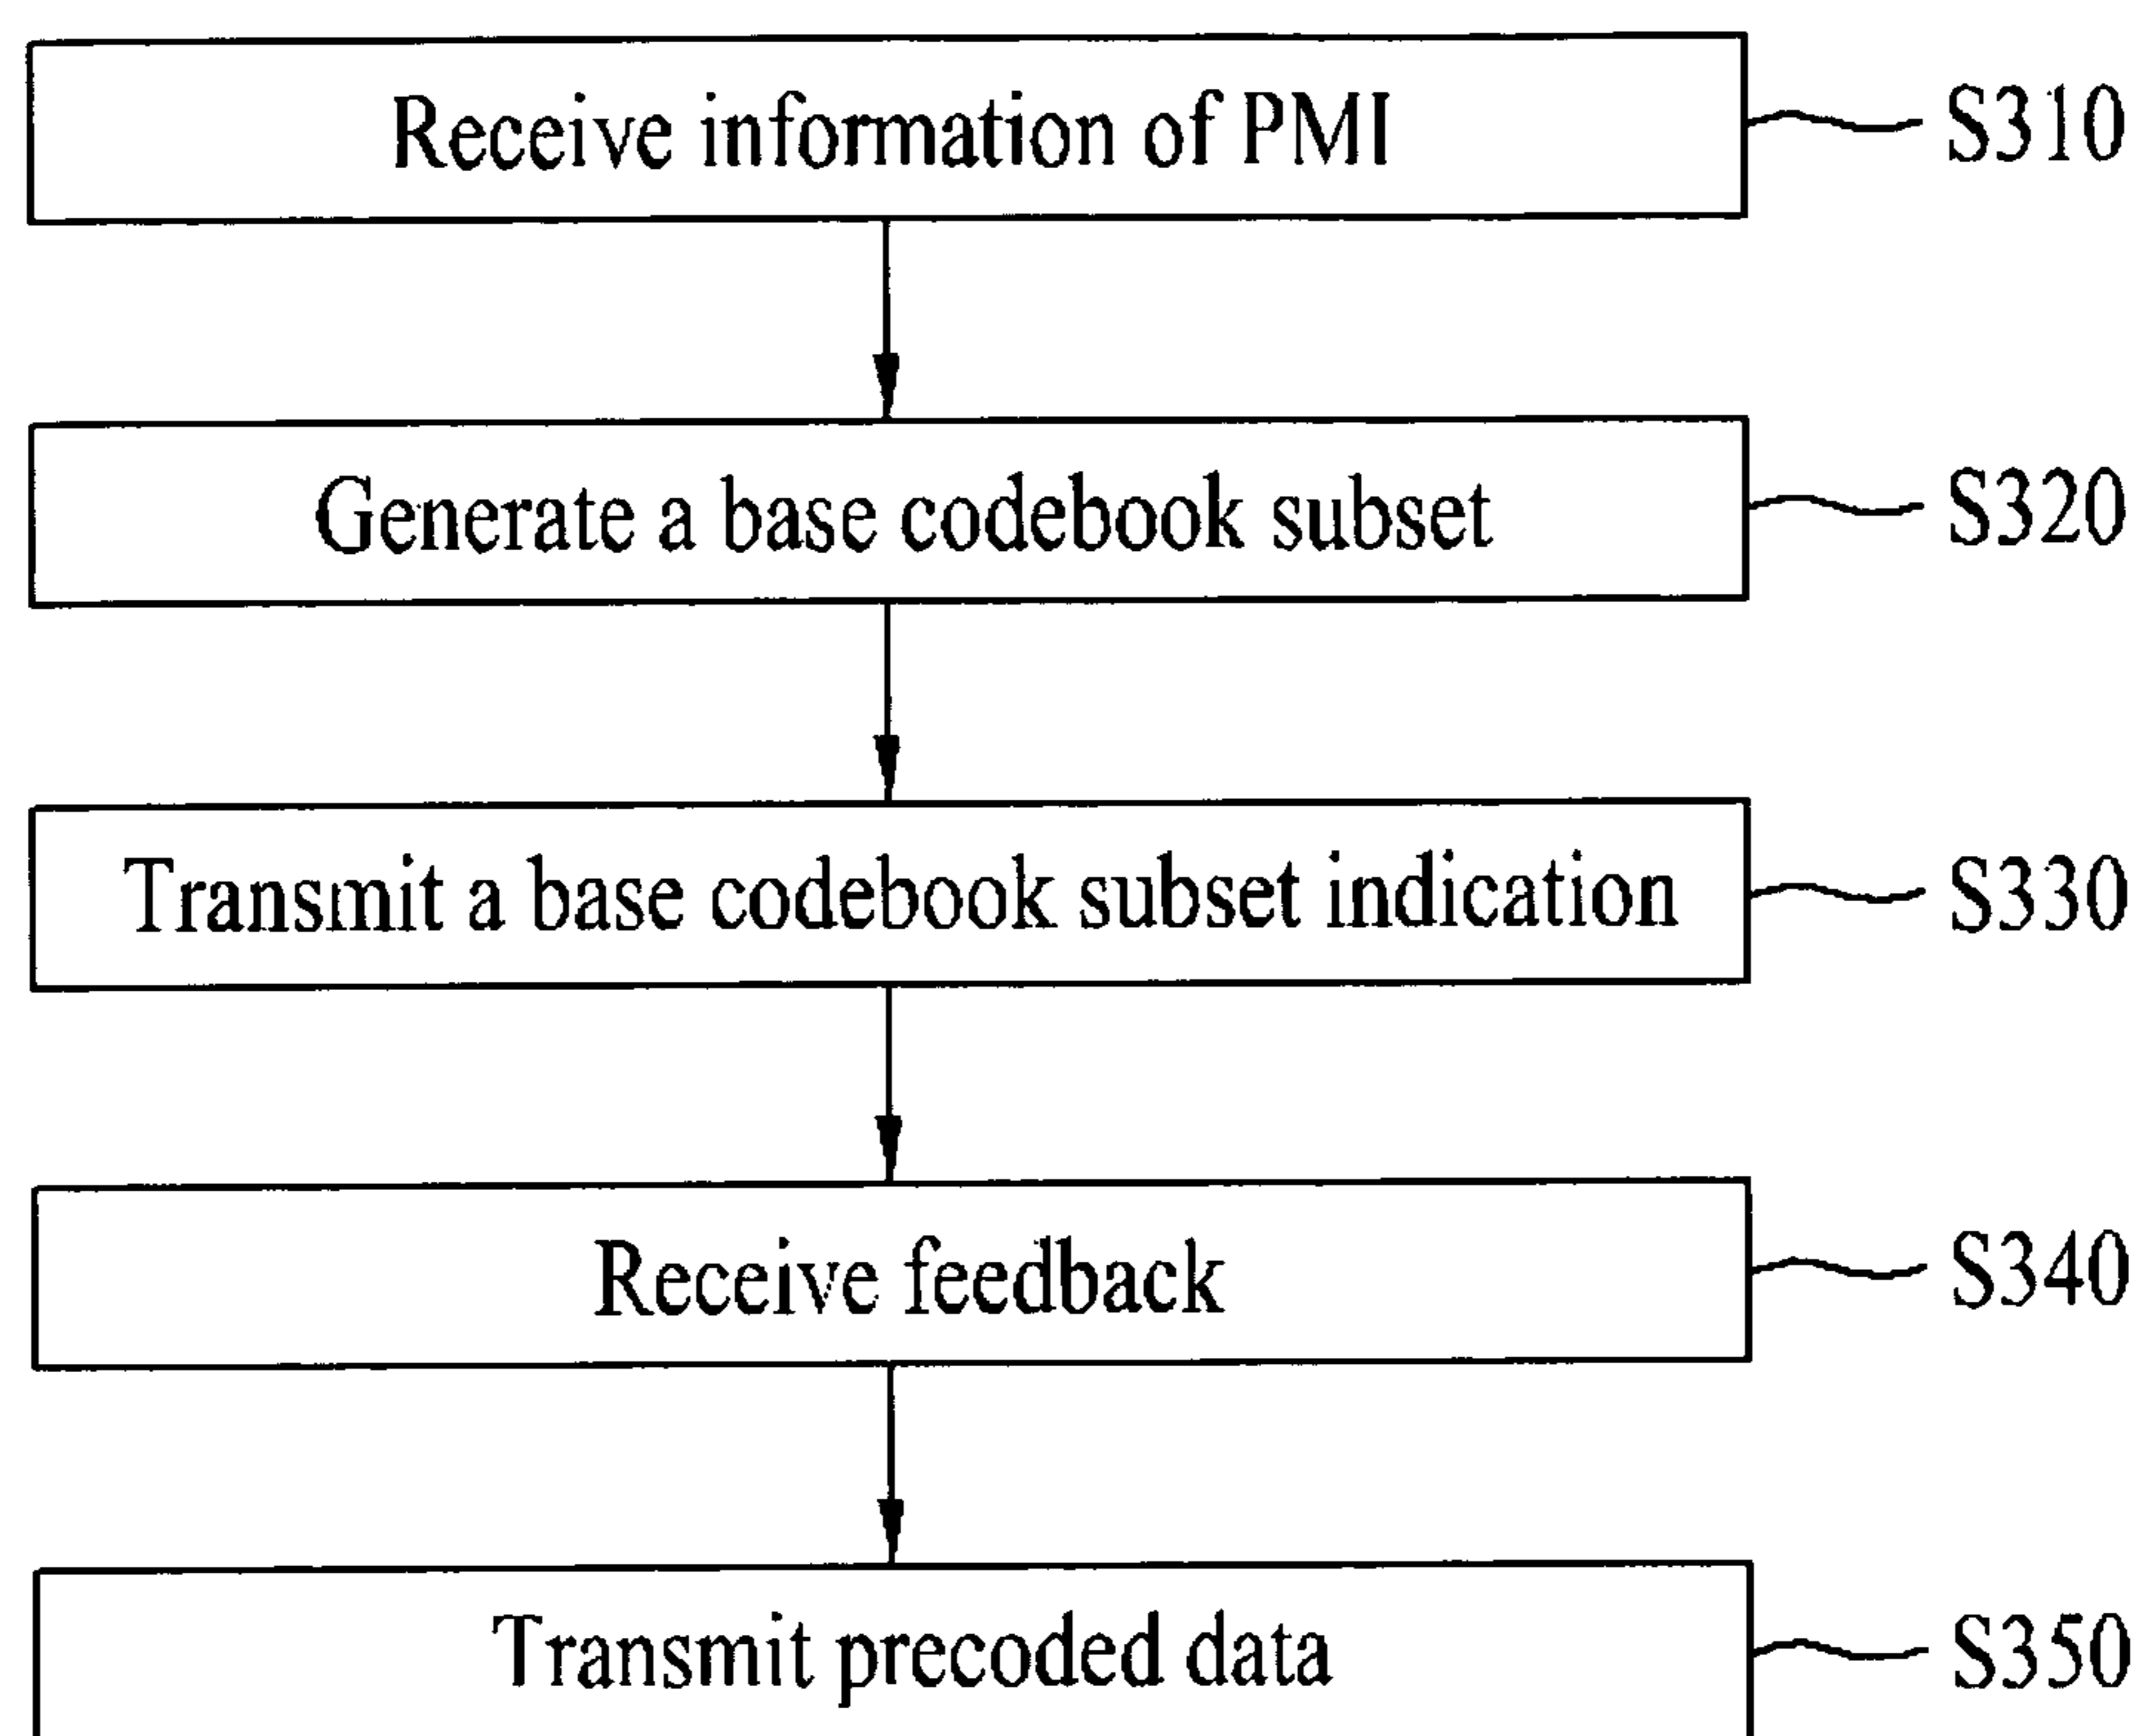 Receive information of PMI S310
Generate a base codebook subset S320
Transmit a base codebook subset indication S330
Receive feedback S340
Transmit precoded data S350